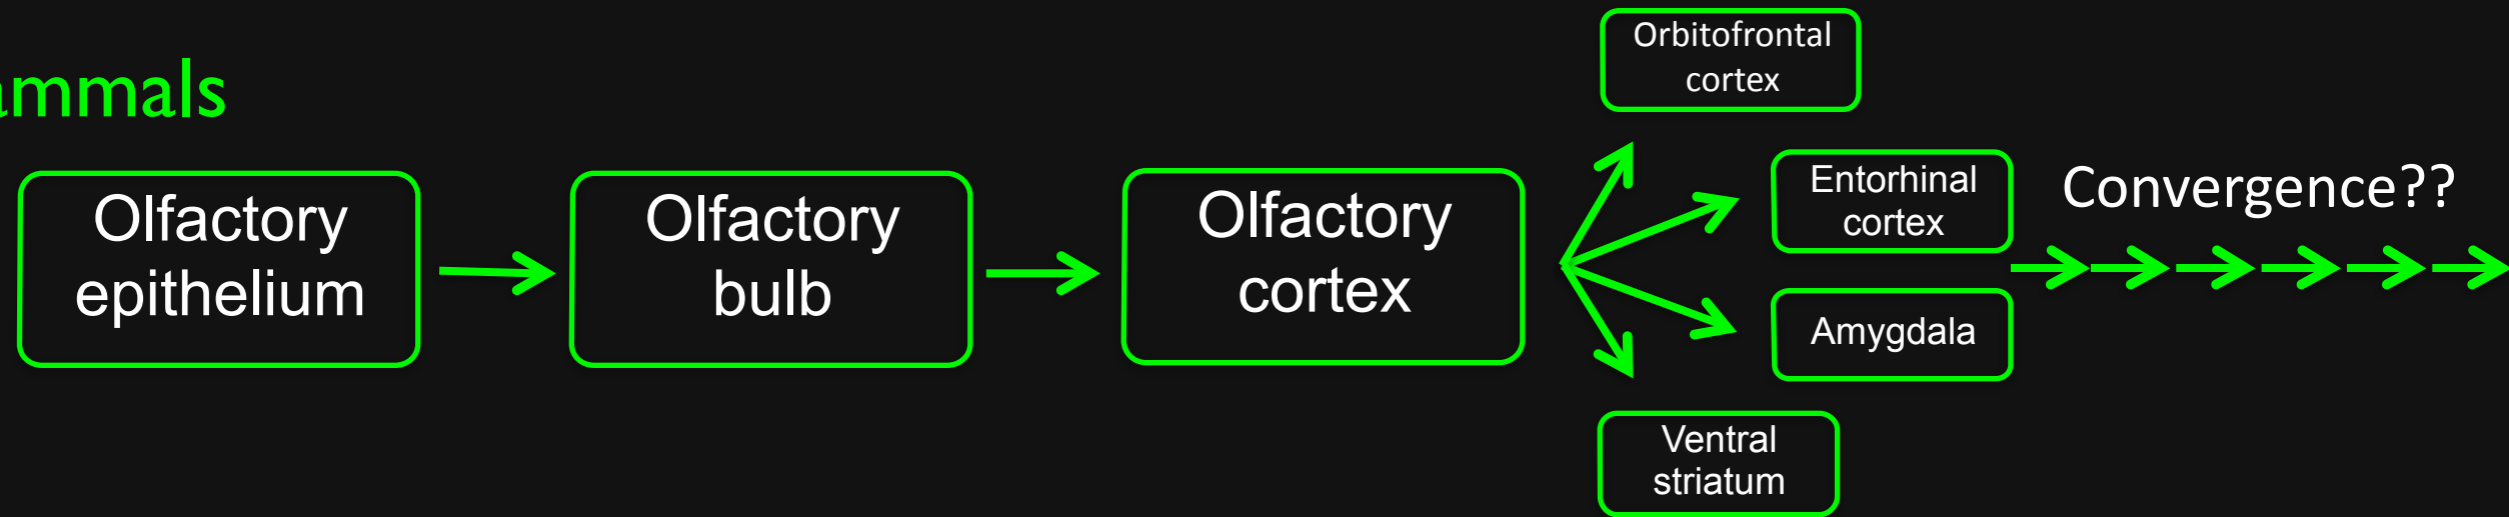 ammals
Olfactory
epithelium
Olfactory
bulb
Olfactory
cortex
Orbitofrontal
cortex
Entorhinal
cortex
Amygdala
Ventral
striatum
Convergence??